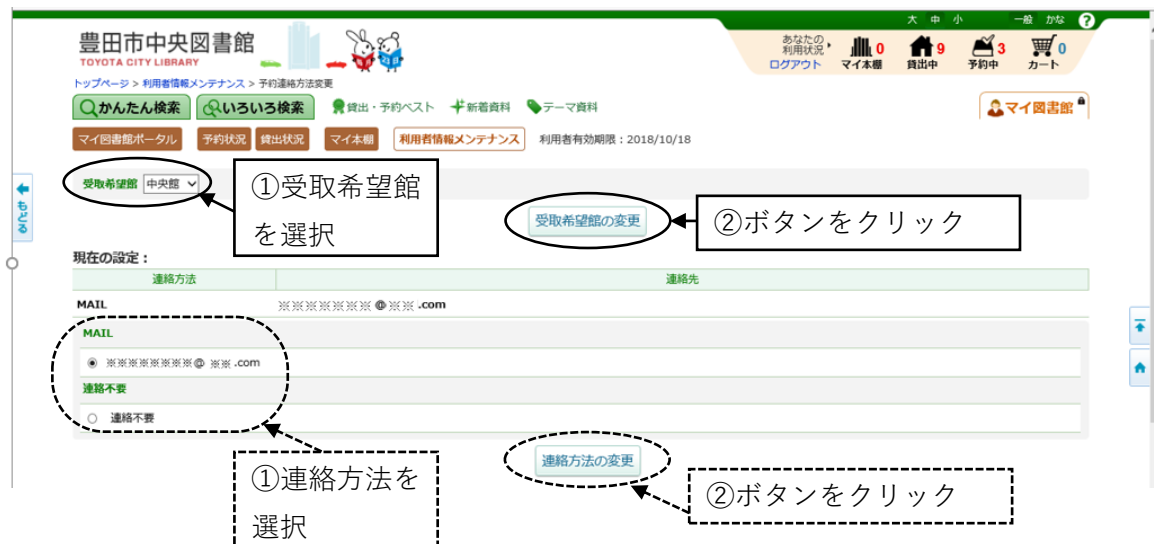 大 中 小 一般 かな ?
豊田市中央図書館
TOYOTA CITY LIBRARY
あなたの利用状況
ログアウト
0
マイ本棚
9
貸出中
3
予約中
0
カート
トップページ > 利用者情報メンテナンス > 予約連絡方法変更
かんたん検索 いろいろ検索 貸出・予約ベスト 新着資料 テーマ資料 マイ図書館
マイ図書館ポータル 予約状況 貸出状況 マイ本棚 利用者情報メンテナンス 利用者有効期限：2018/10/18
受取希望館 中央館
①受取希望館
を選択
受取希望館の変更
②ボタンをクリック
もどる
現在の設定：
連絡方法 連絡先
MAIL ※※※※※※※@※※.com
MAIL
※※※※※※※※@ ※※.com
連絡不要
連絡不要
連絡方法の変更
①連絡方法を
選択
②ボタンをクリック